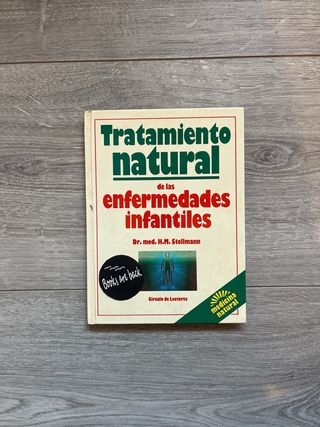 Tratamiento
natural
de las
enfermedades
infantiles
Dr. med. H.M. Stellmann
Books are back
Círculo de Lectores
medicina
natural